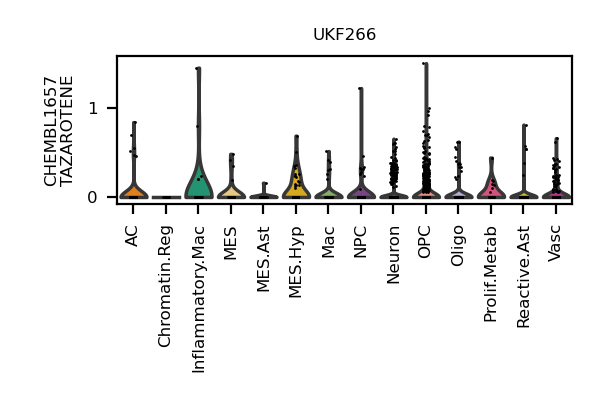 UKF266
CHEMBL1657
TAZAROTENE
1
0
AC
Chromatin.Reg
Inflammatory.Mac
MES
MES.Ast
MES.Hyp
Mac
NPC
Neuron
OPC
Oligo
Prolif.Metab
Reactive.Ast
Vasc